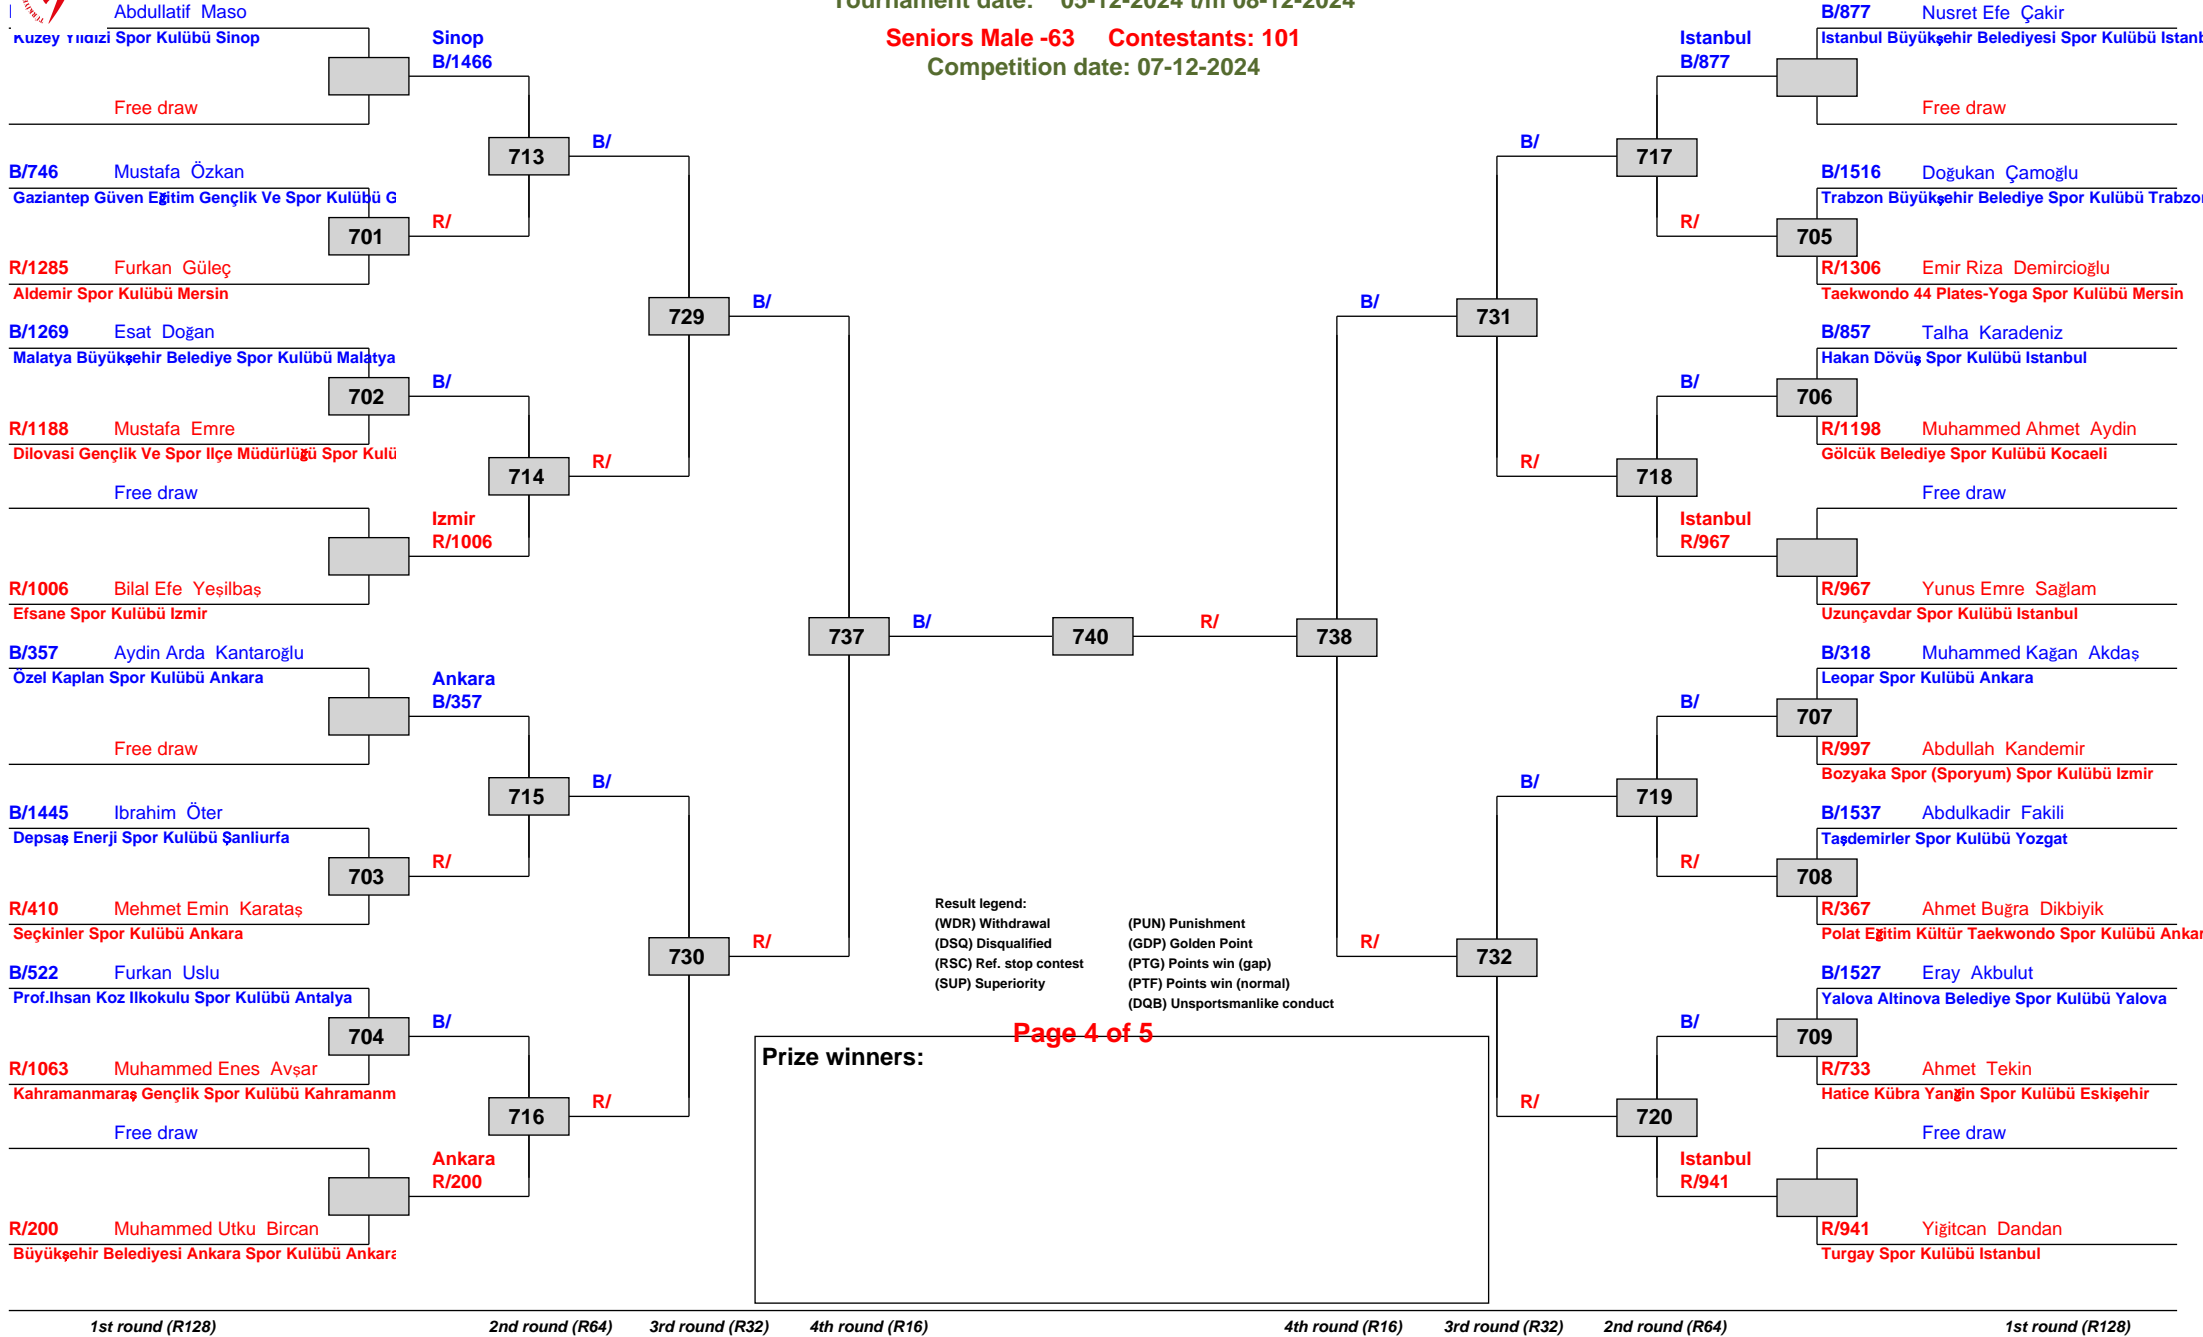 Tournament date: 05-12-2024 t/m 08-12-2024
Seniors Male -63 Contestants: 101
Competition date: 07-12-2024
Abdullatif Maso
Kuzey Yildizi Spor Kulübü Sinop
Sinop
B/1466
Free draw
713
B/
B/746 Mustafa Özkan
Gaziantep Güven Eğitim Gençlik Ve Spor Kulübü G
701
R/
R/1285 Furkan Güleç
Aldemir Spor Kulübü Mersin
729
B/
B/1269 Esat Doğan
Malatya Büyükşehir Belediye Spor Kulübü Malatya
702
B/
R/1188 Mustafa Emre
Dilovasi Gençlik Ve Spor Ilçe Müdürlüğü Spor Kulü
714
R/
Free draw
Izmir
R/1006
R/1006 Bilal Efe Yeşilbaş
Efsane Spor Kulübü Izmir
737
B/
740
R/
738
B/357 Aydin Arda Kantaroğlu
Özel Kaplan Spor Kulübü Ankara
Ankara
B/357
Free draw
715
B/
B/1445 Ibrahim Öter
Depsaş Enerji Spor Kulübü Şanliurfa
703
R/
R/410 Mehmet Emin Karataş
Seçkinler Spor Kulübü Ankara
730
R/
B/522 Furkan Uslu
Prof.Ihsan Koz Ilkokulu Spor Kulübü Antalya
704
B/
R/1063 Muhammed Enes Avşar
Kahramanmaraş Gençlik Spor Kulübü Kahramanm
716
R/
Free draw
Ankara
R/200
R/200 Muhammed Utku Bircan
Büyükşehir Belediyesi Ankara Spor Kulübü Ankara
B/877 Nusret Efe Çakir
Istanbul Büyükşehir Belediyesi Spor Kulübü Istanb
Istanbul
B/877
Free draw
B/
717
B/1516 Doğukan Çamoğlu
Trabzon Büyükşehir Belediye Spor Kulübü Trabzon
R/
705
R/1306 Emir Riza Demircioğlu
Taekwondo 44 Plates-Yoga Spor Kulübü Mersin
B/
731
B/857 Talha Karadeniz
Hakan Dövüş Spor Kulübü Istanbul
B/
706
R/1198 Muhammed Ahmet Aydin
Gölcük Belediye Spor Kulübü Kocaeli
R/
718
Free draw
Istanbul
R/967
R/967 Yunus Emre Sağlam
Uzunçavdar Spor Kulübü Istanbul
B/318 Muhammed Kağan Akdaş
Leopar Spor Kulübü Ankara
B/
707
R/997 Abdullah Kandemir
Bozyaka Spor (Sporyum) Spor Kulübü Izmir
B/
719
B/1537 Abdulkadir Fakili
Taşdemirler Spor Kulübü Yozgat
R/
708
R/367 Ahmet Buğra Dikbiyik
Polat Eğitim Kültür Taekwondo Spor Kulübü Ankar
R/
732
B/1527 Eray Akbulut
Yalova Altinova Belediye Spor Kulübü Yalova
B/
709
R/733 Ahmet Tekin
Hatice Kübra Yanğin Spor Kulübü Eskişehir
R/
720
Free draw
Istanbul
R/941
R/941 Yiğitcan Dandan
Turgay Spor Kulübü Istanbul
Result legend:
(WDR) Withdrawal (PUN) Punishment
(DSQ) Disqualified (GDP) Golden Point
(RSC) Ref. stop contest (PTG) Points win (gap)
(SUP) Superiority (PTF) Points win (normal)
(DQB) Unsportsmanlike conduct
Page 4 of 5
Prize winners:
1st round (R128) 2nd round (R64) 3rd round (R32) 4th round (R16) 4th round (R16) 3rd round (R32) 2nd round (R64) 1st round (R128)